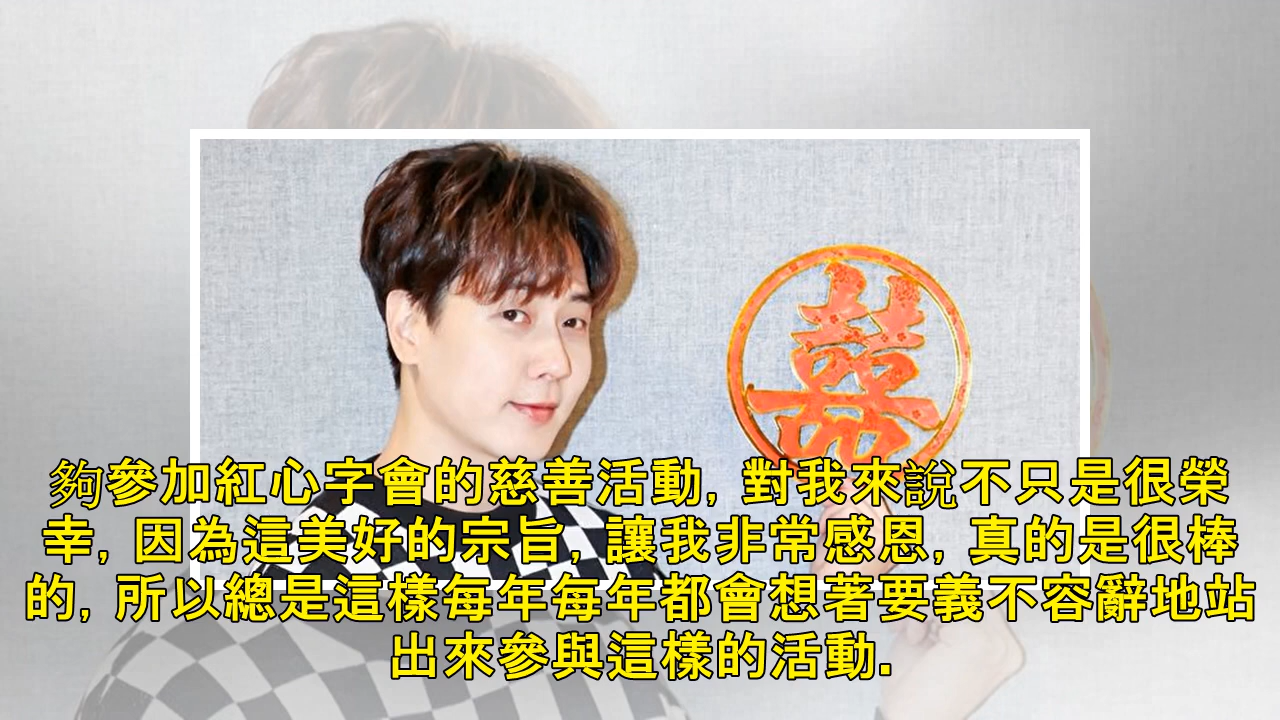 囍
夠參加紅心字會的慈善活動, 對我來說不只是很榮
幸, 因為這美好的宗旨, 讓我非常感恩, 真的是很棒
的, 所以總是這樣每年每年都會想著要義不容辭地站
出來參與這樣的活動.